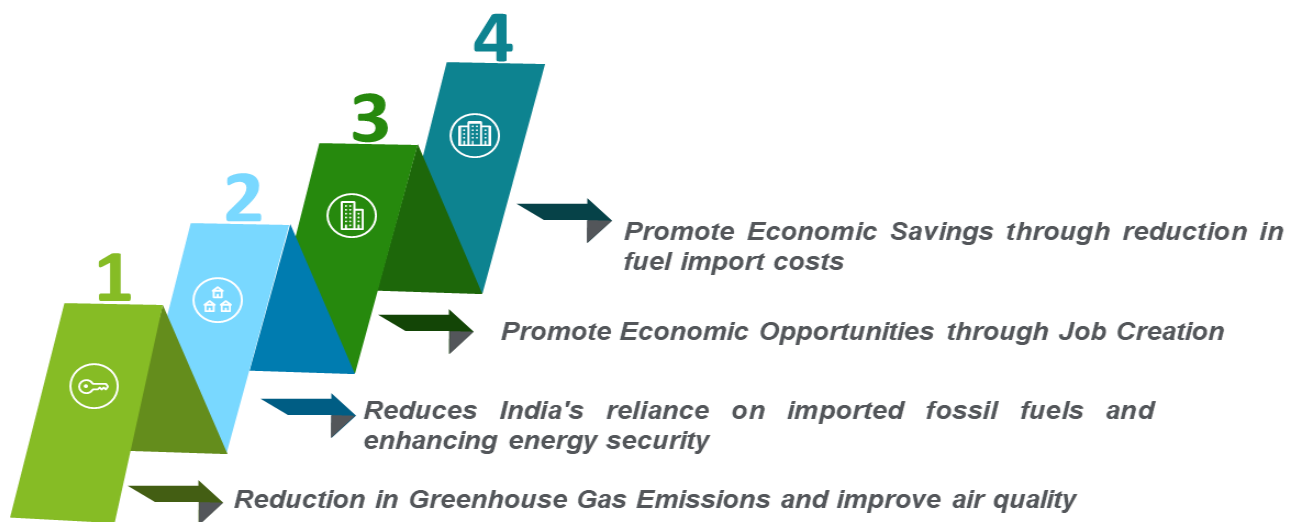 4
3
2
1
Promote Economic Savings through reduction in
fuel import costs
Promote Economic Opportunities through Job Creation
Reduces India's reliance on imported fossil fuels and
enhancing energy security
Reduction in Greenhouse Gas Emissions and improve air quality